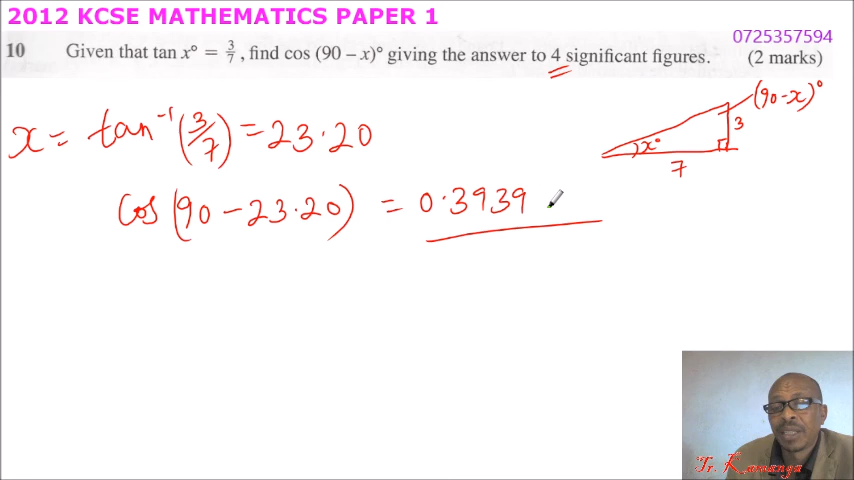 2012 KCSE MATHEMATICS PAPER 1
0725357594
10 Given that tan x° = 3/7, find cos (90 – x)° giving the answer to 4 significant figures. (2 marks)
(90-x)°
x = tan⁻¹(3/7) = 23.20
x°
3
7
cos(90 - 23.20) = 0.3939
Tr. Kamanga